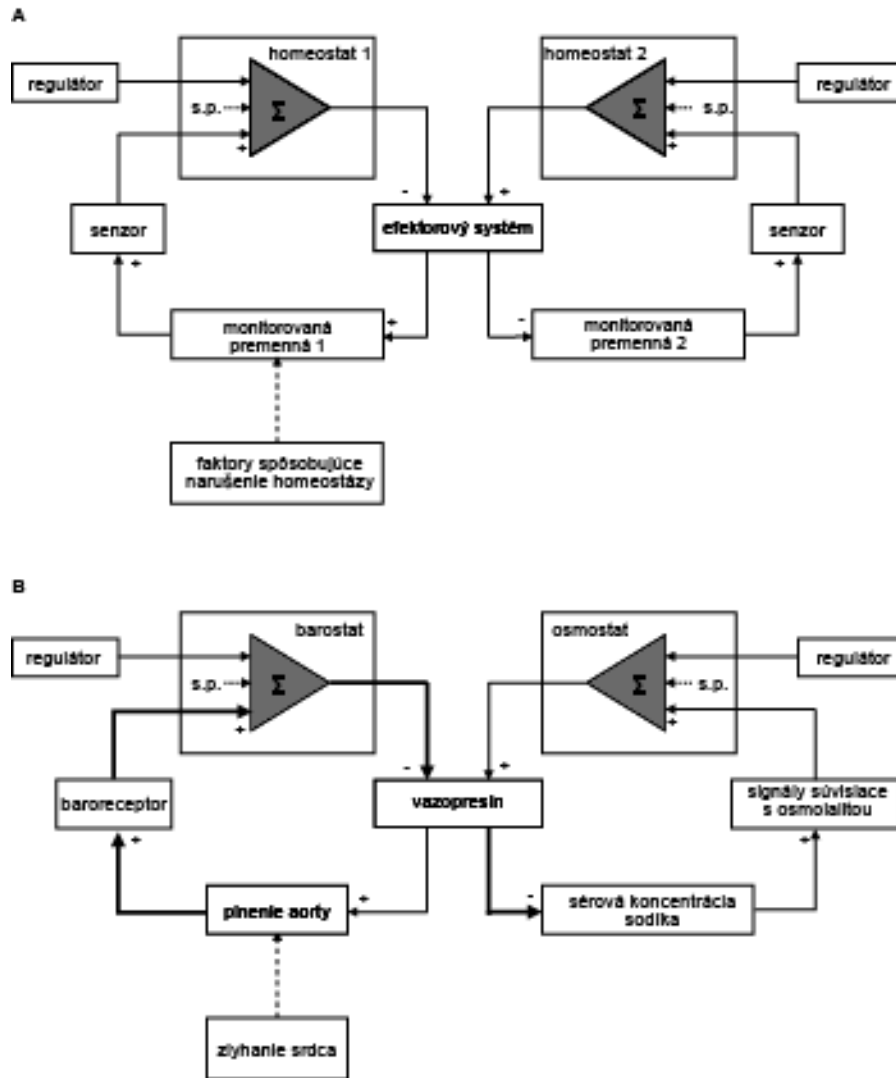 A
homeostat 1
homeostat 2
regulátor
regulátor
s.p.
Σ
Σ
s.p.
+
+
-
+
senzor
efektorový systém
senzor
+
+
+
-
monitorovaná
premenná 1
monitorovaná
premenná 2
faktory spôsobujúce
narušenie homeostázy
B
barostat
osmostat
regulátor
regulátor
s.p.
Σ
Σ
s.p.
+
+
-
+
baroreceptor
vazopresín
signály súvisiace
s osmolalitou
+
+
+
-
plnenie aorty
sérová koncentrácia
sodíka
zlyhanie srdca